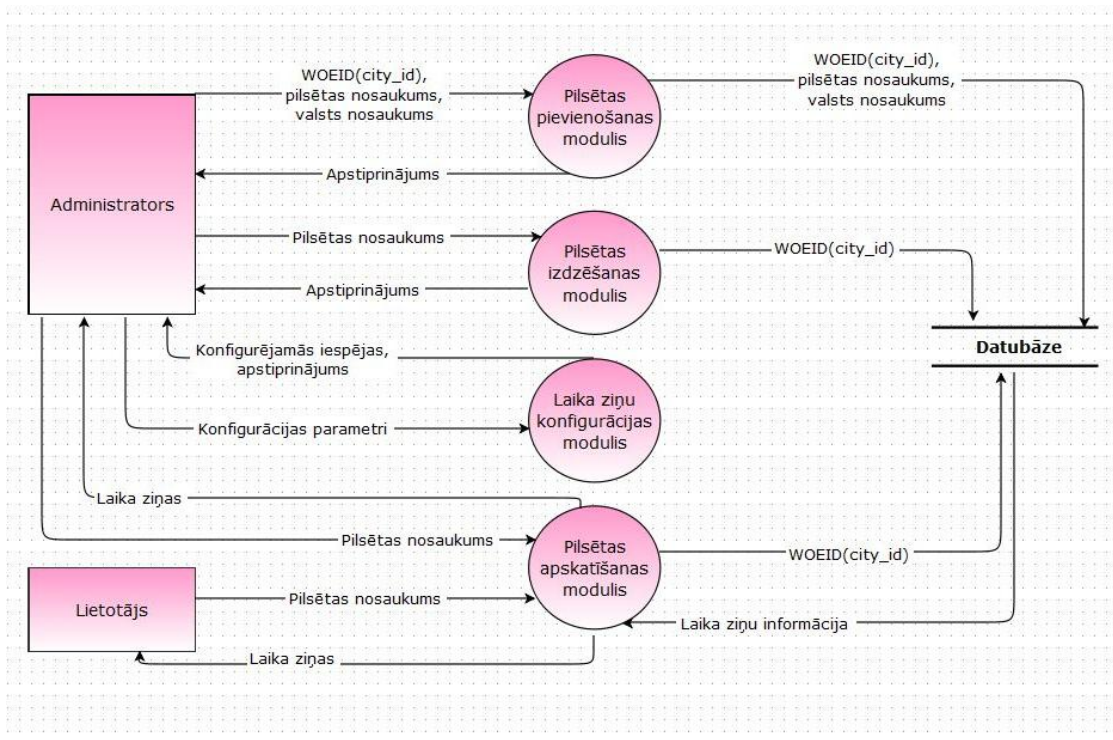 WOEID(city_id),
pilsētas nosaukums,
valsts nosaukums
Pilsētas
pievienošanas
modulis
WOEID(city_id),
pilsētas nosaukums,
valsts nosaukums
Administrators
Apstiprinājums
Pilsētas nosaukums
Pilsētas
izdzēšanas
modulis
WOEID(city_id)
Apstiprinājums
Datubāze
Konfigurējamās iespējas,
apstiprinājums
Laika ziņu
konfigurācijas
modulis
Konfigurācijas parametri
Laika ziņas
Pilsētas nosaukums
Pilsētas
apskatīšanas
modulis
WOEID(city_id)
Lietotājs
Pilsētas nosaukums
Laika ziņu informācija
Laika ziņas